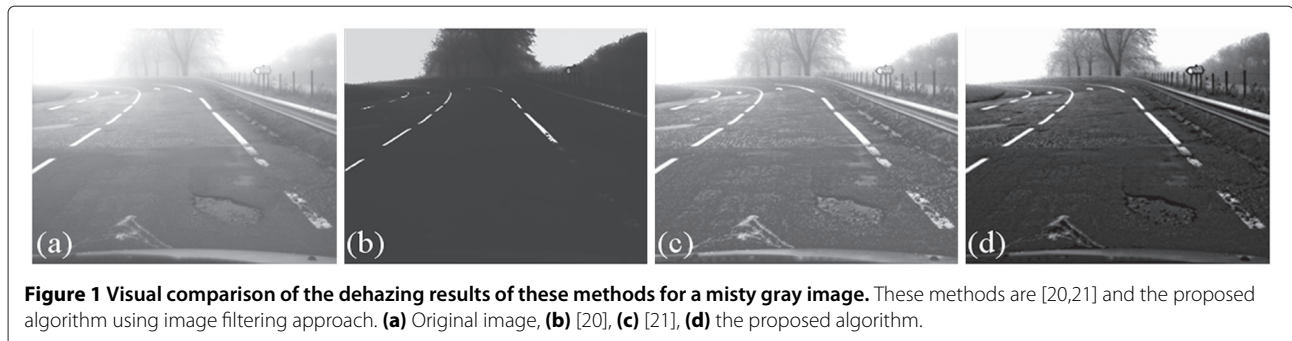 (a) (b) (c) (d)
Figure 1 Visual comparison of the dehazing results of these methods for a misty gray image. These methods are [20,21] and the proposed
algorithm using image filtering approach. (a) Original image, (b) [20], (c) [21], (d) the proposed algorithm.